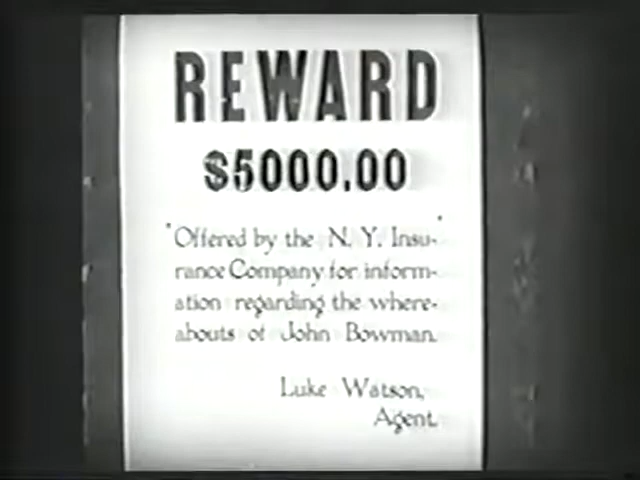 REWARD
$5000.00
"Offered by the N. Y. Insu-
rance Company for inform-
ation regarding the where-
abouts of John Bowman.
Luke Watson,
Agent.